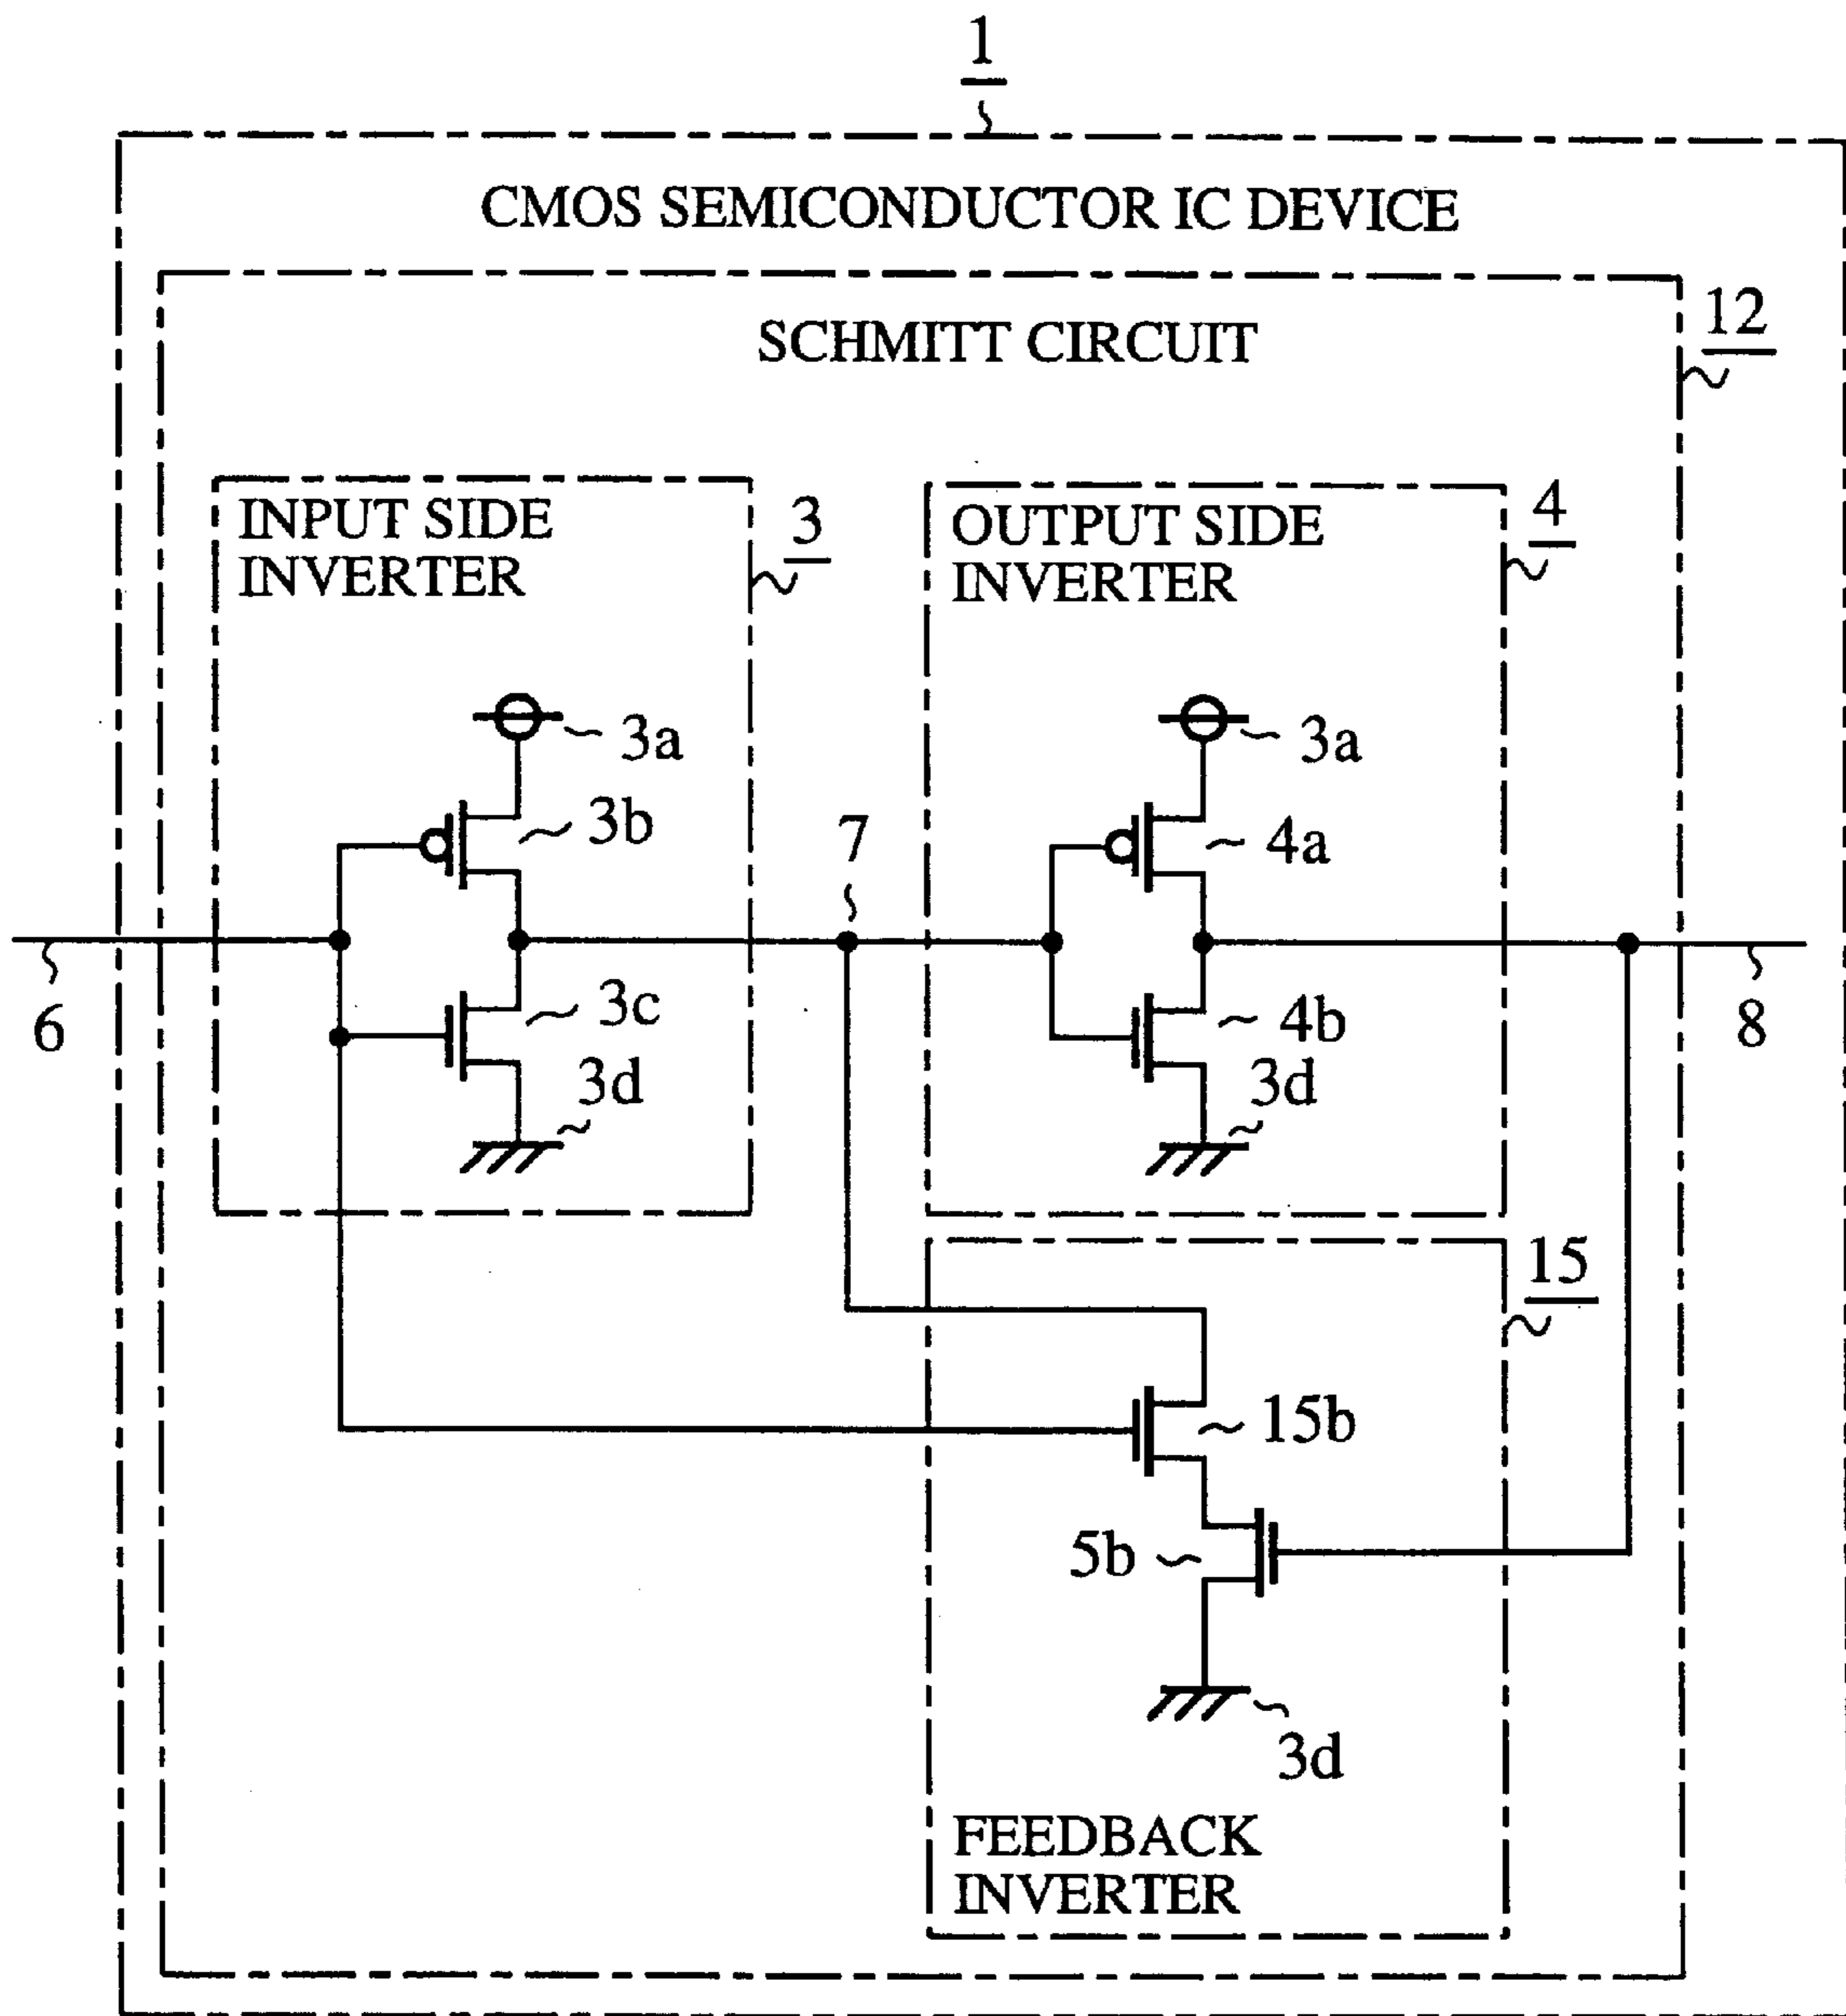 1
CMOS SEMICONDUCTOR IC DEVICE
SCHMITT CIRCUIT
12
INPUT SIDE
INVERTER
3
OUTPUT SIDE
INVERTER
4
3a
3a
3b
4a
7
3c
4b
6
8
3d
3d
15
15b
5b
3d
FEEDBACK
INVERTER